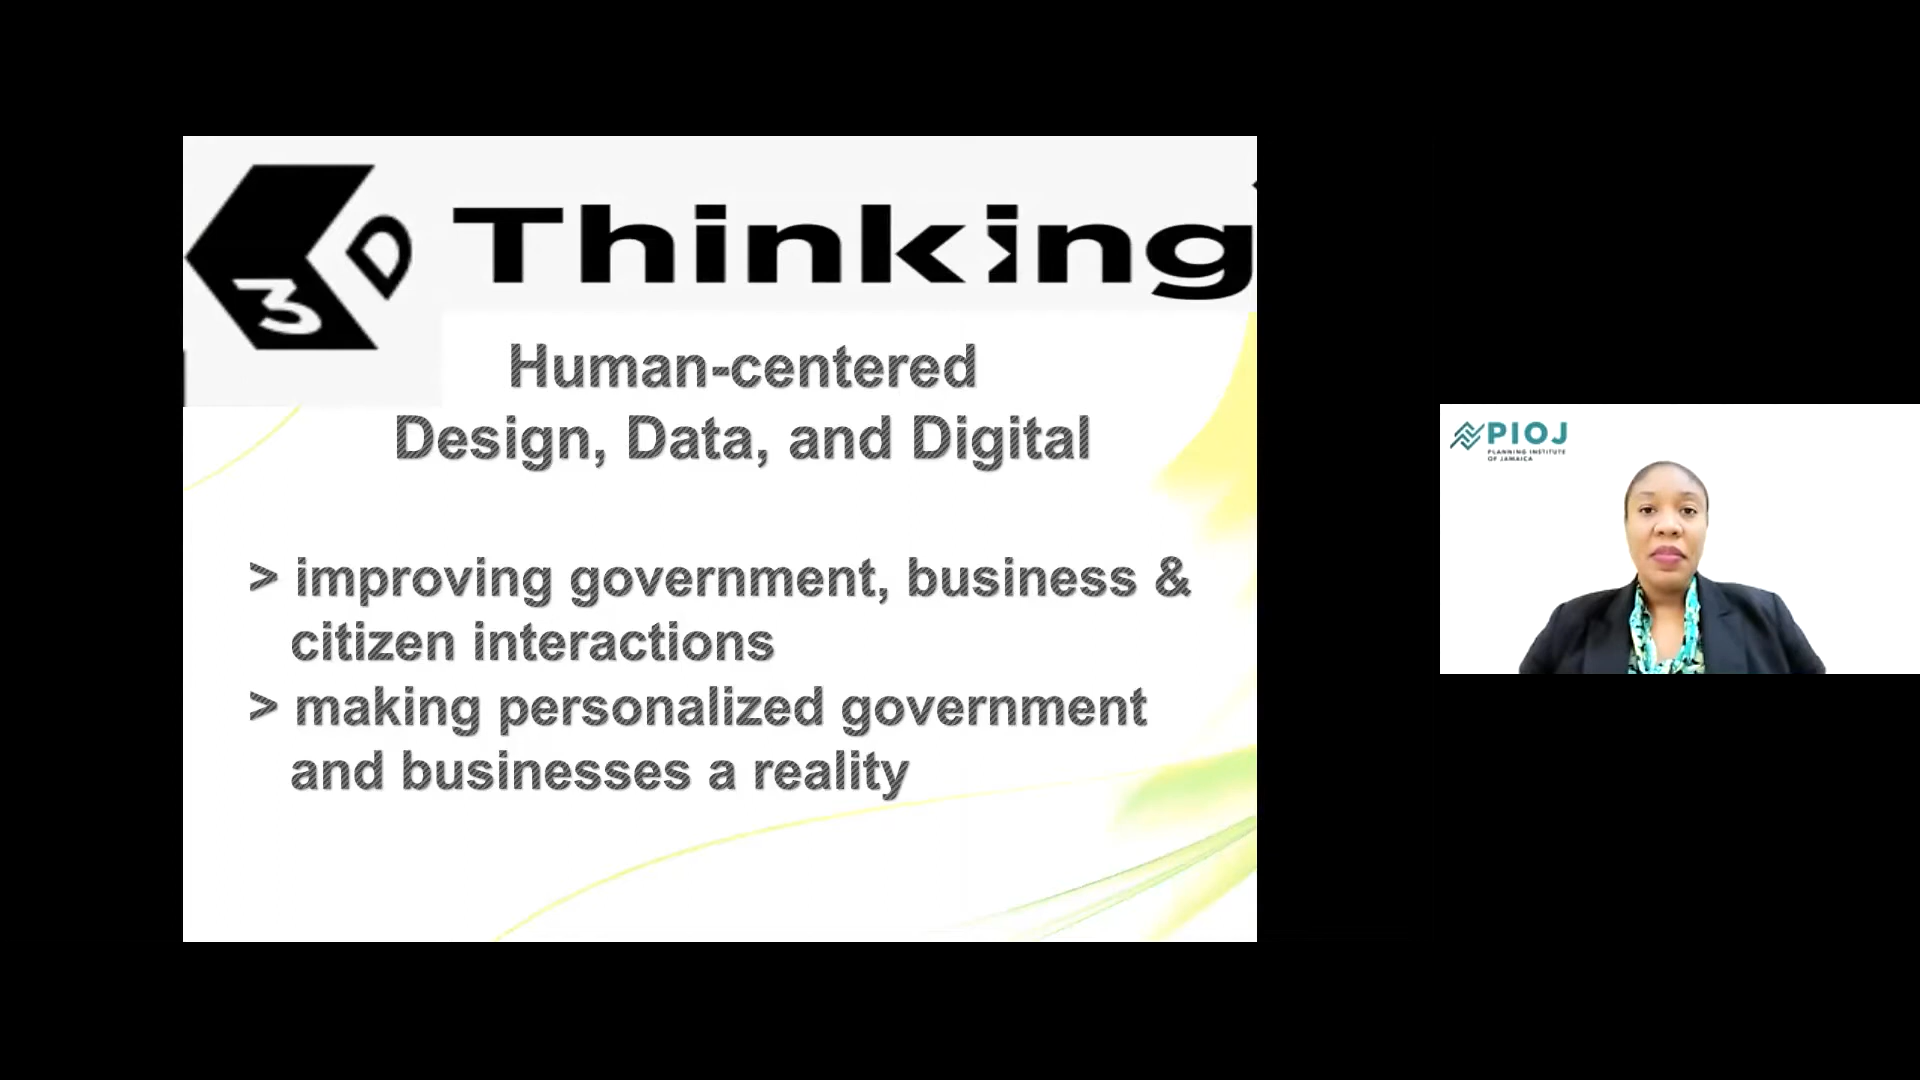 3D Thinking
Human-centered
Design, Data, and Digital
> improving government, business &
citizen interactions
> making personalized government
and businesses a reality
PIOJ
PLANNING INSTITUTE
OF JAMAICA